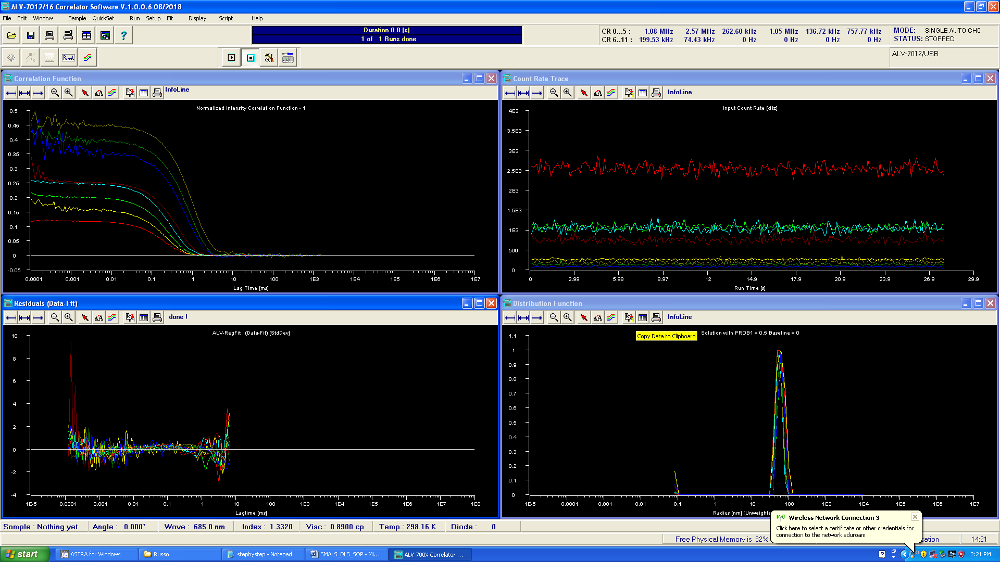 ALV-7012/16 Correlator Software V.1.0.0.6 08/2018
File Edit Window Sample QuickSet Run Setup Fit Display Script Help
Duration 0.0 [s]
1 of 1 Runs done
CR 0...5 : 1.08 MHz 2.57 MHz 262.60 kHz 1.05 MHz 136.72 kHz 757.77 kHz
CR 6...11 : 199.53 kHz 74.43 kHz 0 Hz 0 Hz 0 Hz 0 Hz
MODE: SINGLE AUTO CH0
STATUS: STOPPED
Panel
ALV-7012/USB
Correlation Function
InfoLine
Normalized Intensity Correlation Function - 1
0.5
0.45
0.4
0.35
0.3
0.25
0.2
0.15
0.1
0.05
0
-0.05
0.0001 0.001 0.01 0.1 1 10 100 1E3 1E4 1E5 1E6 1E7
Lag Time [ms]
Count Rate Trace
InfoLine
Input Count Rate [kHz]
4E3
3.5E3
3E3
2.5E3
2E3
1.5E3
1E3
500
0
0 2.99 5.98 8.97 12 14.9 17.9 20.9 23.9 26.9 29.9
Run Time [s]
Residuals (Data-Fit)
done !
ALV-RegFit : (Data-Fit) [StdDev]
10
8
6
4
2
0
-2
-4
1E-5 0.0001 0.001 0.01 0.1 1 10 100 1E3 1E4 1E5 1E6 1E7 1E8
Lagtime [ms]
Distribution Function
InfoLine
Copy Data to Clipboard
Solution with PROB1 = 0.5 Baseline = 0
1.1
1
0.9
0.8
0.7
0.6
0.5
0.4
0.3
0.2
0.1
0
1E-5 0.0001 0.001 0.01 0.1 1 10 100 1E3 1E4 1E5 1E6 1E7
Radius [nm] (Unweighte
Wireless Network Connection 3
Click here to select a certificate or other credentials for
connection to the network eduroam
Sample : Nothing yet Angle : 0.000° Wave : 685.0 nm Index : 1.3320 Visc.: 0.8900 cp Temp.: 298.16 K Diode : 0
Free Physical Memory is 82% cation 14:21
start ASTRA for Windows Russo stepbystep - Notepad SMALS_DLS_SOP - Mi... ALV-700X Correlator ... 2:21 PM